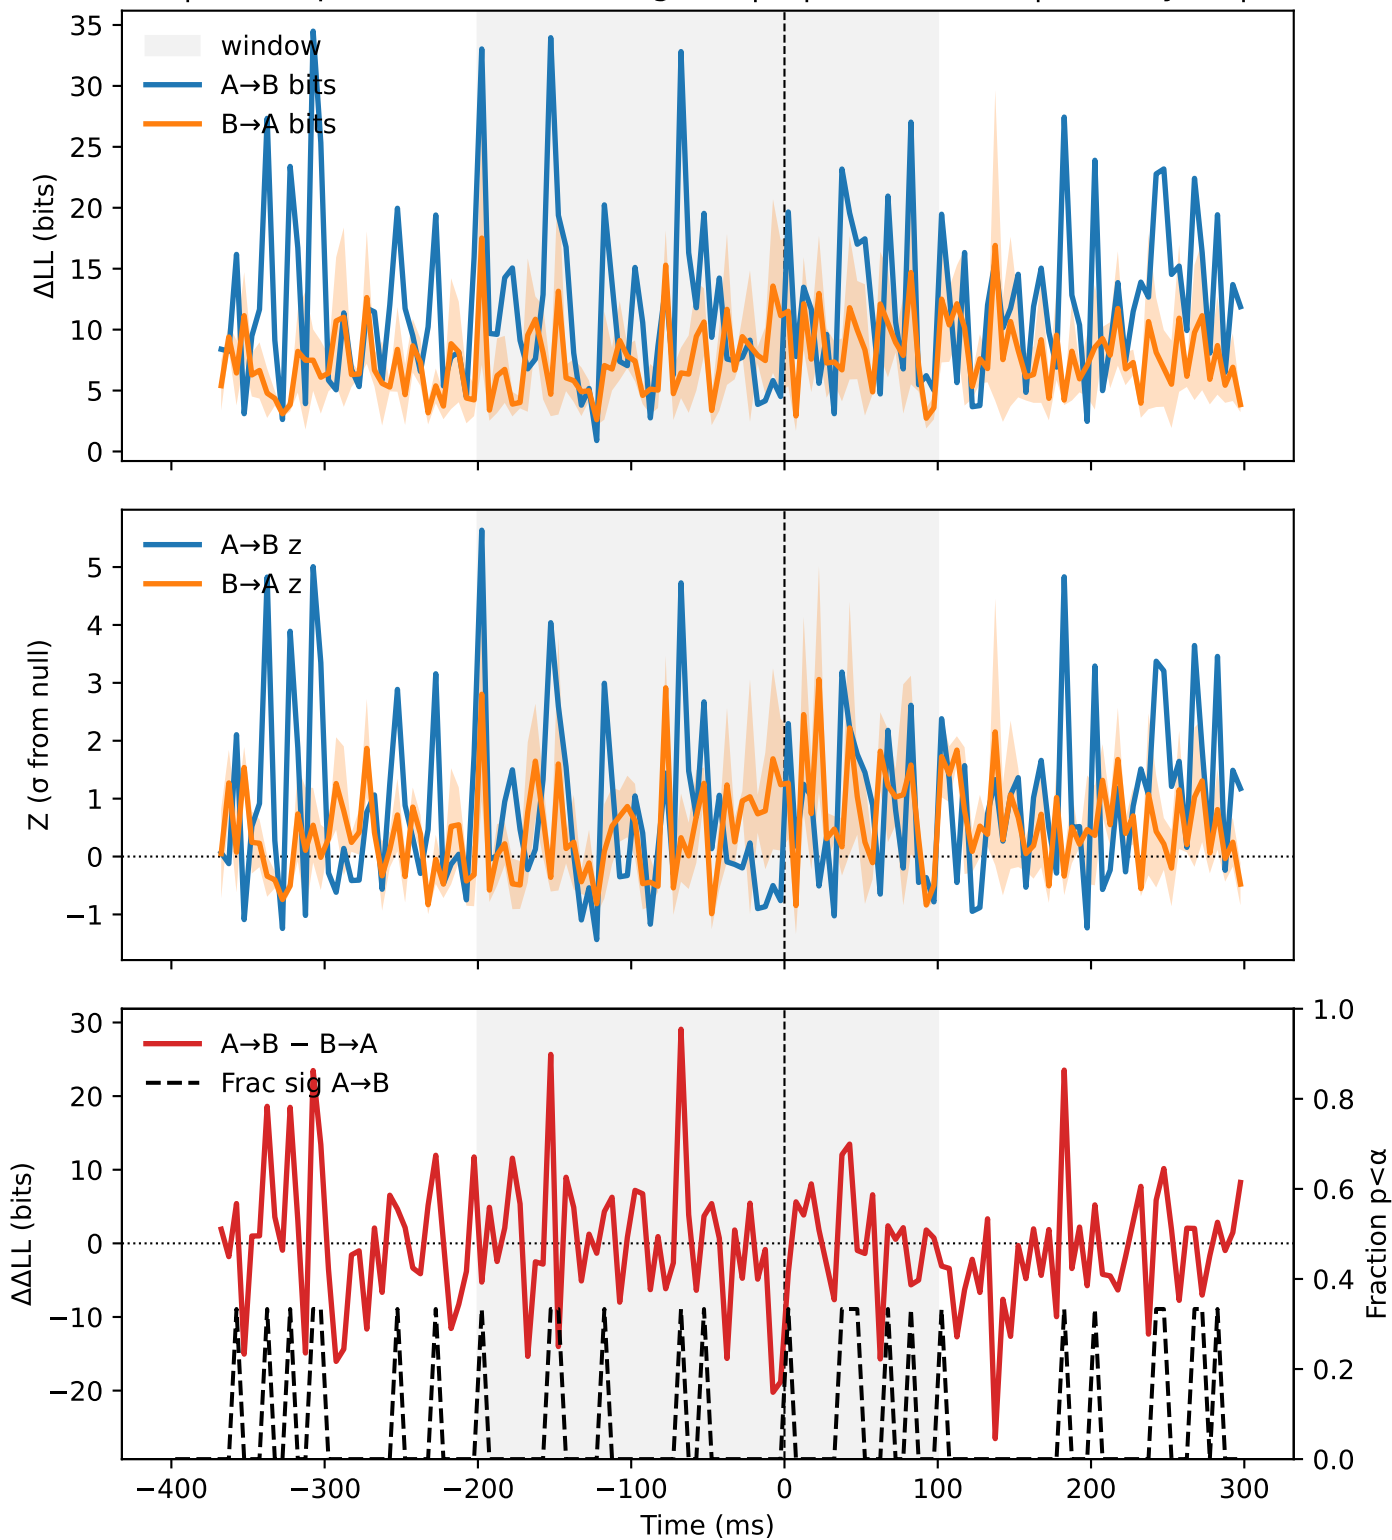 35
30
25
20
15
10
5
0
ΔLL (bits)
window
A→B bits
B→A bits
5
4
3
2
1
0
−1
Z (σ from null)
A→B z
B→A z
30
20
10
0
−10
−20
ΔΔLL (bits)
A→B − B→A
Frac sig A→B
1.0
0.8
0.6
0.4
0.2
0.0
Fraction p<α
−400 −300 −200 −100 0 100 200 300
Time (ms)